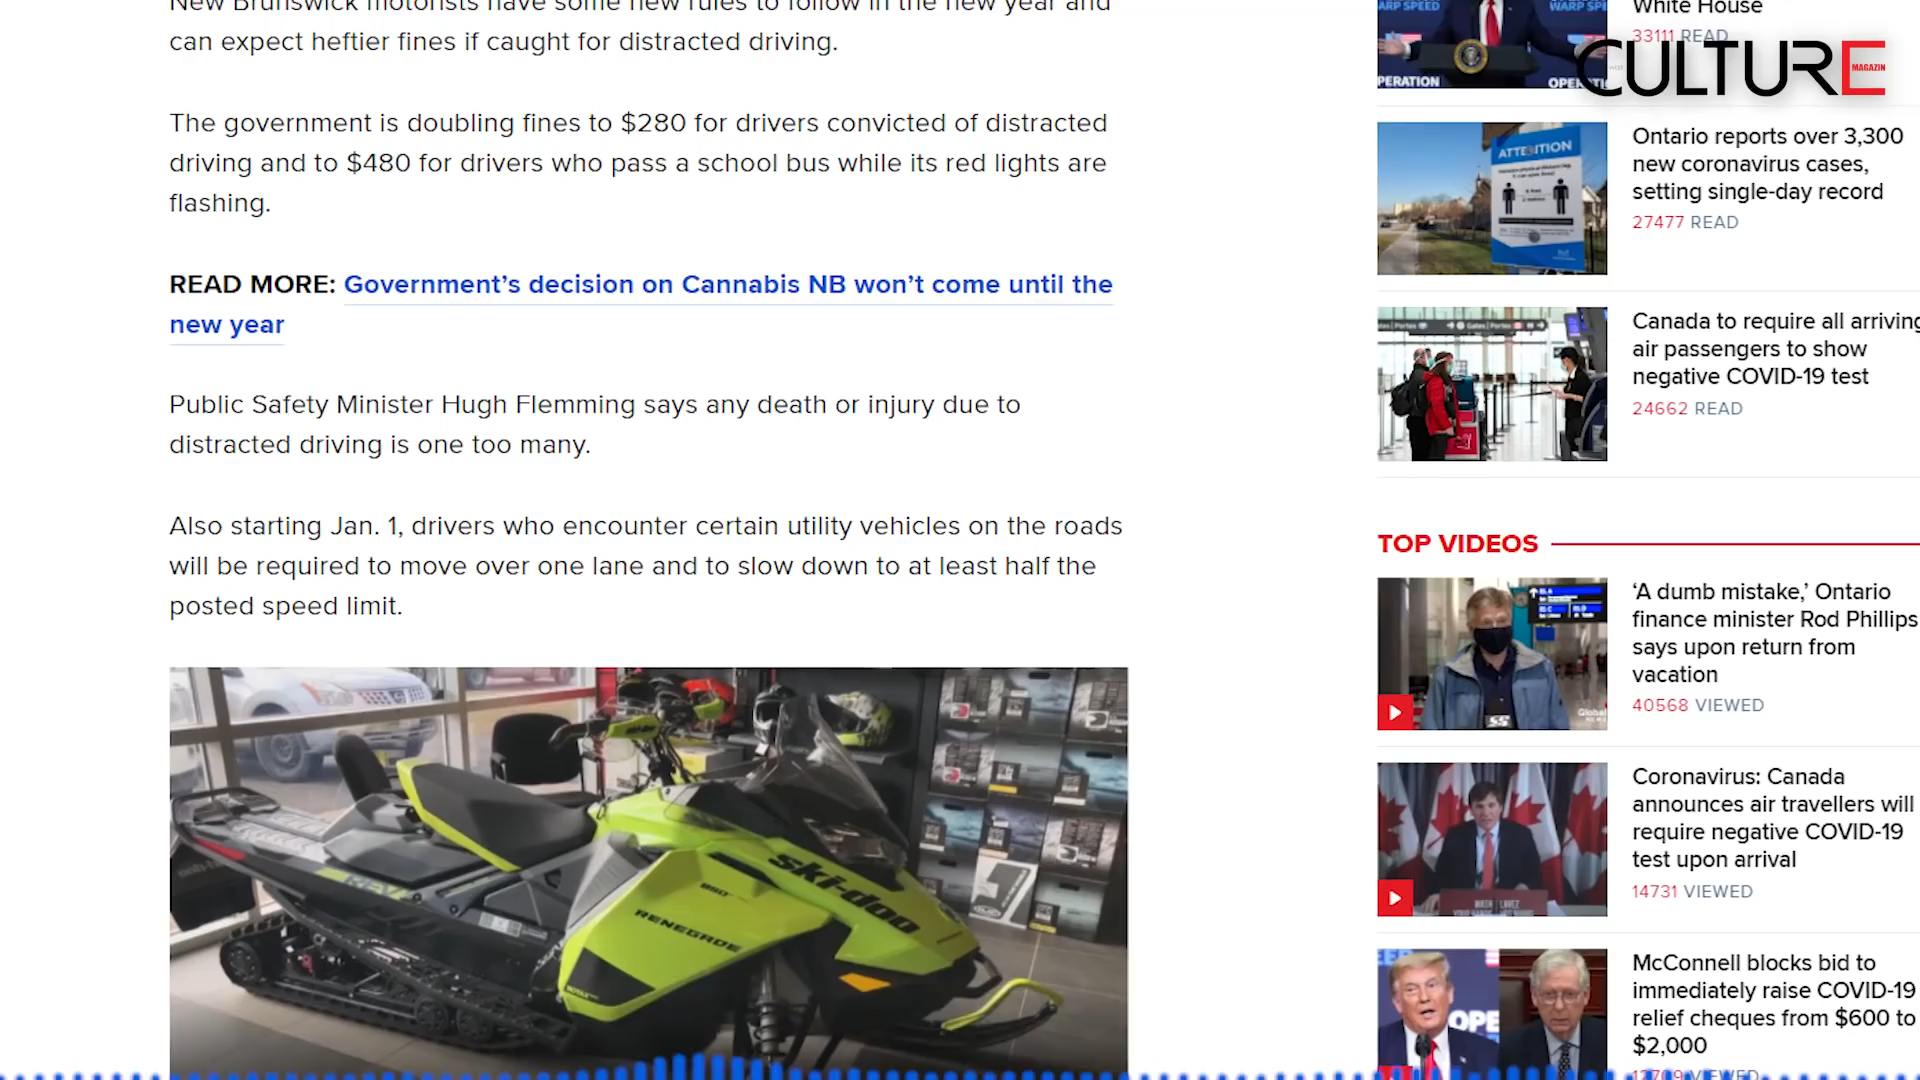 New Brunswick motorists have some new rules to follow in the new year and
can expect heftier fines if caught for distracted driving.
The government is doubling fines to $280 for drivers convicted of distracted
driving and to $480 for drivers who pass a school bus while its red lights are
flashing.
READ MORE: Government’s decision on Cannabis NB won’t come until the
new year
Public Safety Minister Hugh Flemming says any death or injury due to
distracted driving is one too many.
Also starting Jan. 1, drivers who encounter certain utility vehicles on the roads
will be required to move over one lane and to slow down to at least half the
posted speed limit.
ski-doo
850
RENEGADE
WARP SPEED
OPERATION
White House
33111 READ
CULTURE
MAGAZIN
ATTENTION
Ontario reports over 3,300
new coronavirus cases,
setting single-day record
27477 READ
Canada to require all arriving
air passengers to show
negative COVID-19 test
24662 READ
TOP VIDEOS
‘A dumb mistake,’ Ontario
finance minister Rod Phillips
says upon return from
vacation
40568 VIEWED
Global
Coronavirus: Canada
announces air travellers will
require negative COVID-19
test upon arrival
14731 VIEWED
McConnell blocks bid to
immediately raise COVID-19
relief cheques from $600 to
$2,000
12709 VIEWED